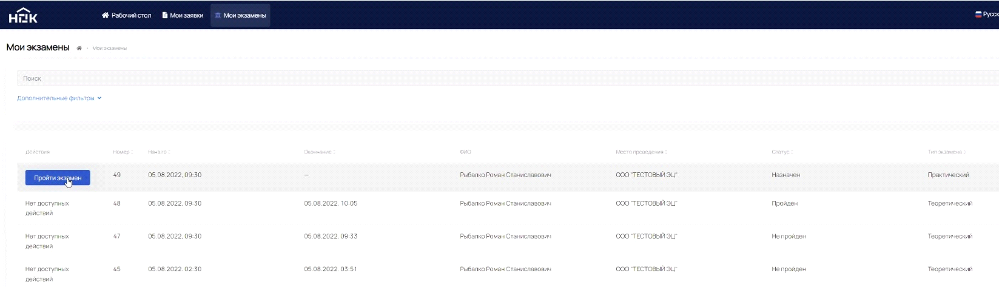 НОК Рабочий стол Мои заявки Мои экзамены Русск
Мои экзамены - Мои экзамены
Поиск
Дополнительные фильтры
Действия Номер Начало Окончание ФИО Место проведения Статус Тип экзамена
Пройти экзамен 49 05.08.2022, 09:30 — Рыбалко Роман Станиславович ООО "ТЕСТОВЫЙ ЭЦ" Назначен Практический
Нет доступных 48 05.08.2022, 09:30 05.08.2022, 10:05 Рыбалко Роман Станиславович ООО "ТЕСТОВЫЙ ЭЦ" Пройден Теоретический
действий
Нет доступных 47 05.08.2022, 09:30 05.08.2022, 09:33 Рыбалко Роман Станиславович ООО "ТЕСТОВЫЙ ЭЦ" Не пройден Теоретический
действий
Нет доступных 45 05.08.2022, 02:30 05.08.2022, 03:51 Рыбалко Роман Станиславович ООО "ТЕСТОВЫЙ ЭЦ" Не пройден Теоретический
действий